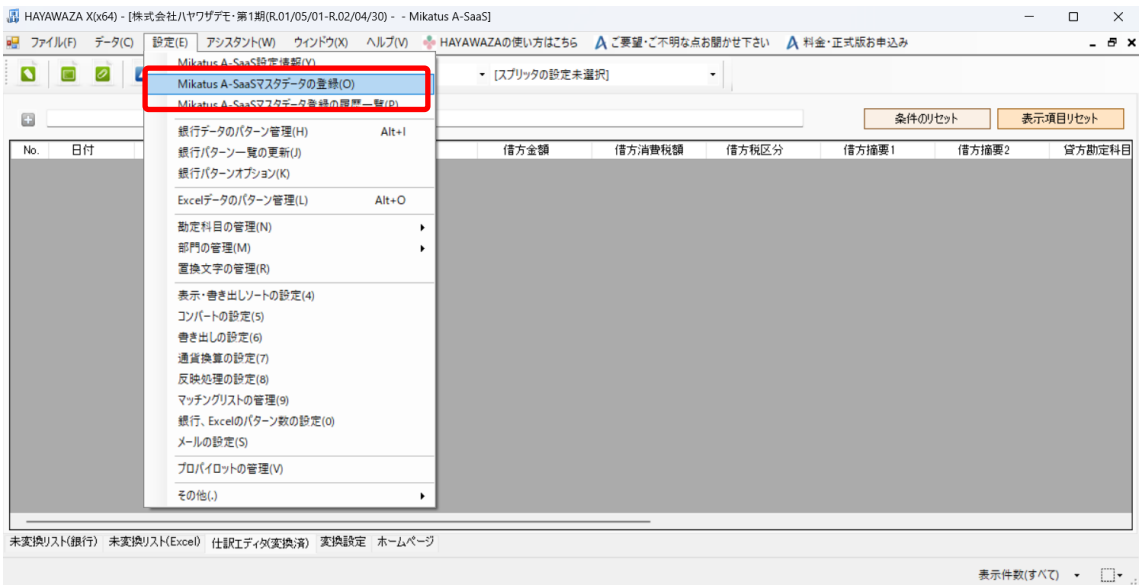 HAYAWAZA X(x64) - [株式会社ハヤワザデモ・第1期(R.01/05/01-R.02/04/30) - - Mikatus A-SaaS]
ファイル(F) データ(C) 設定(E) アシスタント(W) ウィンドウ(X) ヘルプ(V) HAYAWAZAの使い方はこちら ご要望・ご不明な点お聞かせ下さい 料金・正式版お申込み
Mikatus A-SaaS設定情報(Y)
[スプリッタの設定未選択]
Mikatus A-SaaSマスタデータの登録(O)
Mikatus A-SaaSマスタデータ登録の履歴一覧(P)
条件のリセット 表示項目リセット
銀行データのパターン管理(H) Alt+I
No. 日付 借方金額 借方消費税額 借方税区分 借方摘要1 借方摘要2 貸方勘定科目
銀行パターン一覧の更新(J)
銀行パターンオプション(K)
Excelデータのパターン管理(L) Alt+O
勘定科目の管理(N)
部門の管理(M)
置換文字の管理(R)
表示・書き出しソートの設定(4)
コンバートの設定(5)
書き出しの設定(6)
通貨換算の設定(7)
反映処理の設定(8)
マッチングリストの管理(9)
銀行、Excelのパターン数の設定(0)
メールの設定(S)
プロパイロットの管理(V)
その他(.)
未変換リスト(銀行) 未変換リスト(Excel) 仕訳エディタ(変換済) 変換設定 ホームページ
表示件数(すべて)